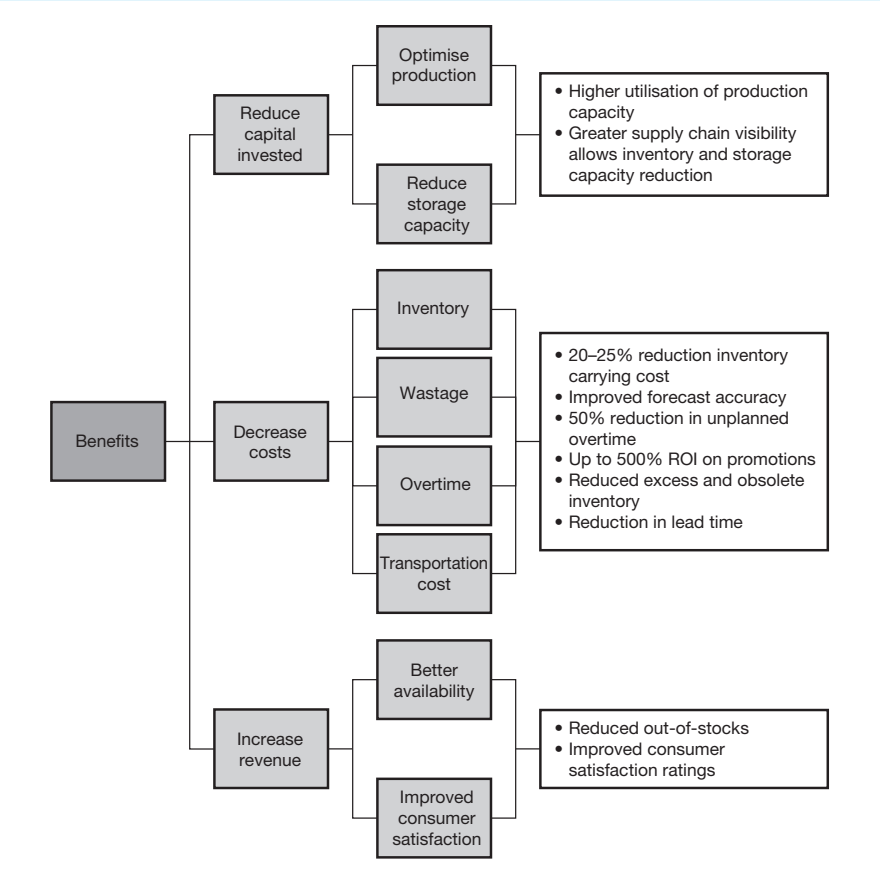 Optimise
production
Reduce
capital
invested
Reduce
storage
capacity
• Higher utilisation of production
capacity
• Greater supply chain visibility
allows inventory and storage
capacity reduction
Benefits
Decrease
costs
Inventory
Wastage
Overtime
Transportation
cost
• 20–25% reduction inventory
carrying cost
• Improved forecast accuracy
• 50% reduction in unplanned
overtime
• Up to 500% ROI on promotions
• Reduced excess and obsolete
inventory
• Reduction in lead time
Increase
revenue
Better
availability
Improved
consumer
satisfaction
• Reduced out-of-stocks
• Improved consumer
satisfaction ratings